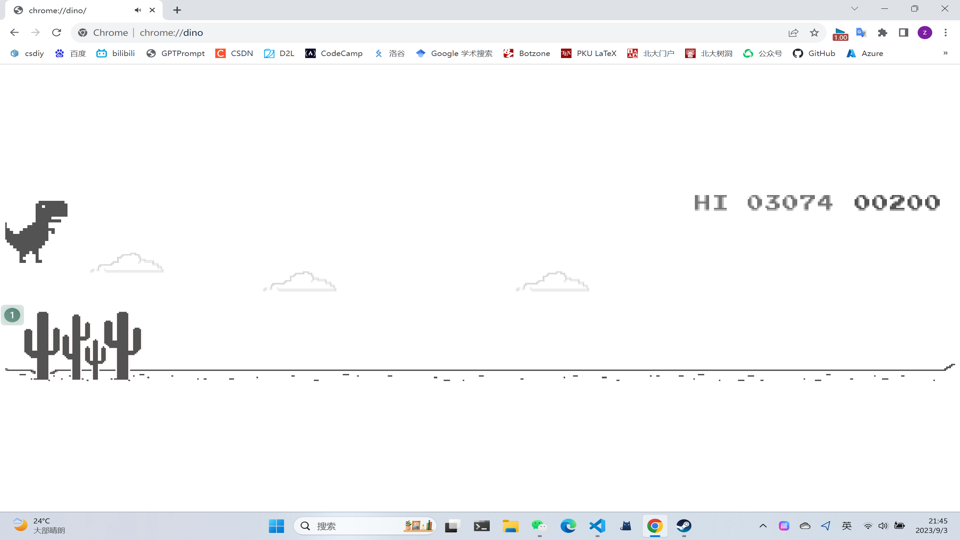 chrome://dino/
Chrome | chrome://dino
1.00
z
csdiy 百度 bilibili GPTPrompt CSDN D2L CodeCamp 洛谷 Google 学术搜索 Botzone PKU LaTeX 北大门户 北大树洞 公众号 GitHub Azure »
HI 03074 00200
1
24°C
大部晴朗
搜索
英
21:45
2023/9/3